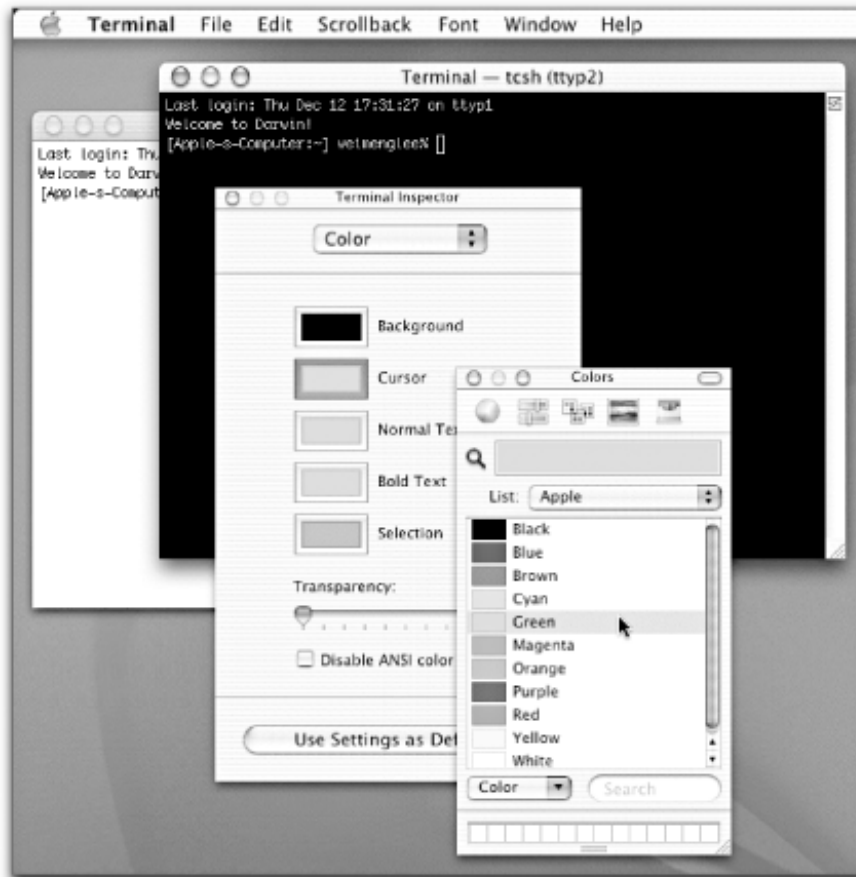 Terminal File Edit Scrollback Font Window Help
Terminal — tcsh (ttyp2)
Last login: Thu Dec 12 17:31:27 on ttyp1
Welcome to Darwin!
[Apple-s-Computer:~] weimenglee%
Last login: Thu
Welcome to Darw
[Apple-s-Comput
Terminal Inspector
Color
Background
Cursor
Normal Te
Bold Text
Selection
Transparency:
Disable ANSI color
Use Settings as Def
Colors
List: Apple
Black
Blue
Brown
Cyan
Green
Magenta
Orange
Purple
Red
Yellow
White
Color
Search